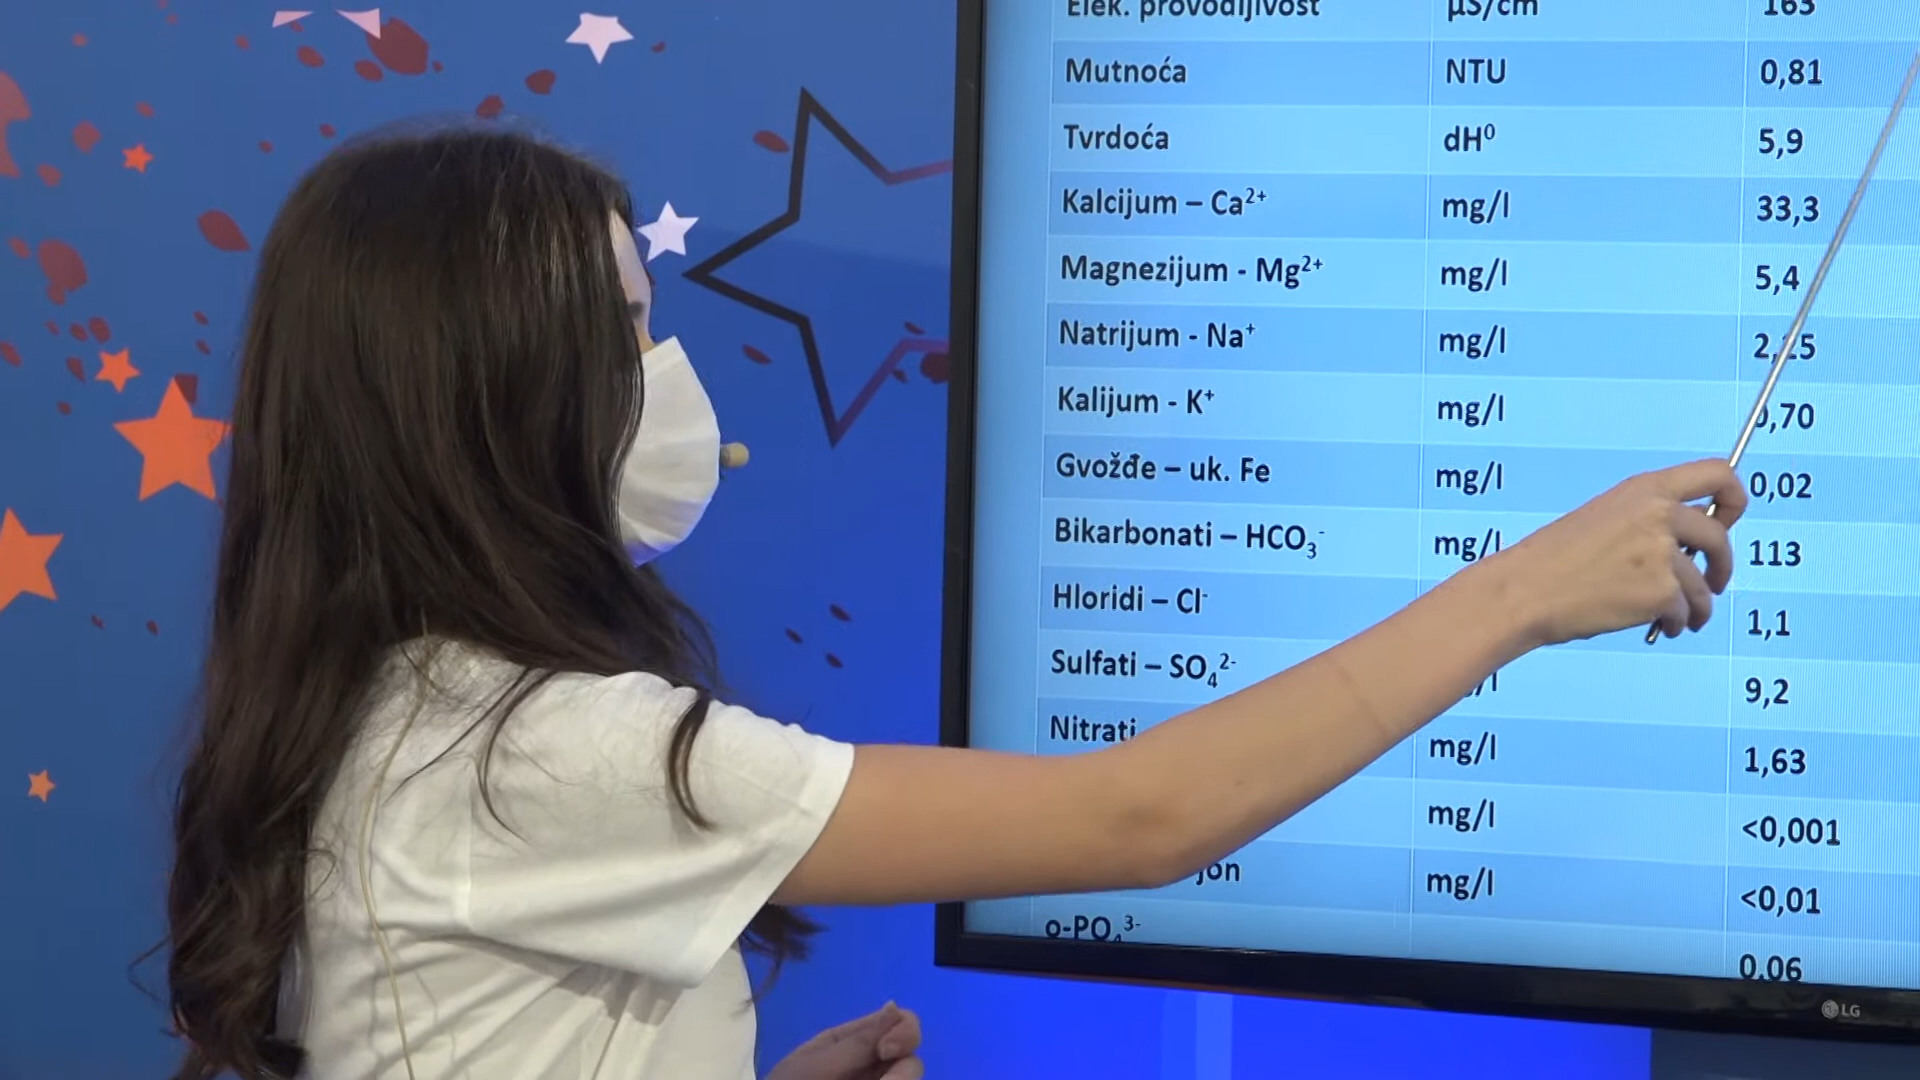 Elek. provodljivost µS/cm 163
Mutnoća NTU 0,81
Tvrdoća dH⁰ 5,9
Kalcijum – Ca²⁺ mg/l 33,3
Magnezijum - Mg²⁺ mg/l 5,4
Natrijum - Na⁺ mg/l
Kalijum - K⁺ mg/l 0,70
Gvožđe – uk. Fe mg/l 0,02
Bikarbonati – HCO₃⁻ mg/l 113
Hloridi – Cl⁻ 1,1
Sulfati – SO₄²⁻ 9,2
Nitrati mg/l 1,63
mg/l <0,001
mg/l <0,01
o-PO₄³⁻ 0,06
LG